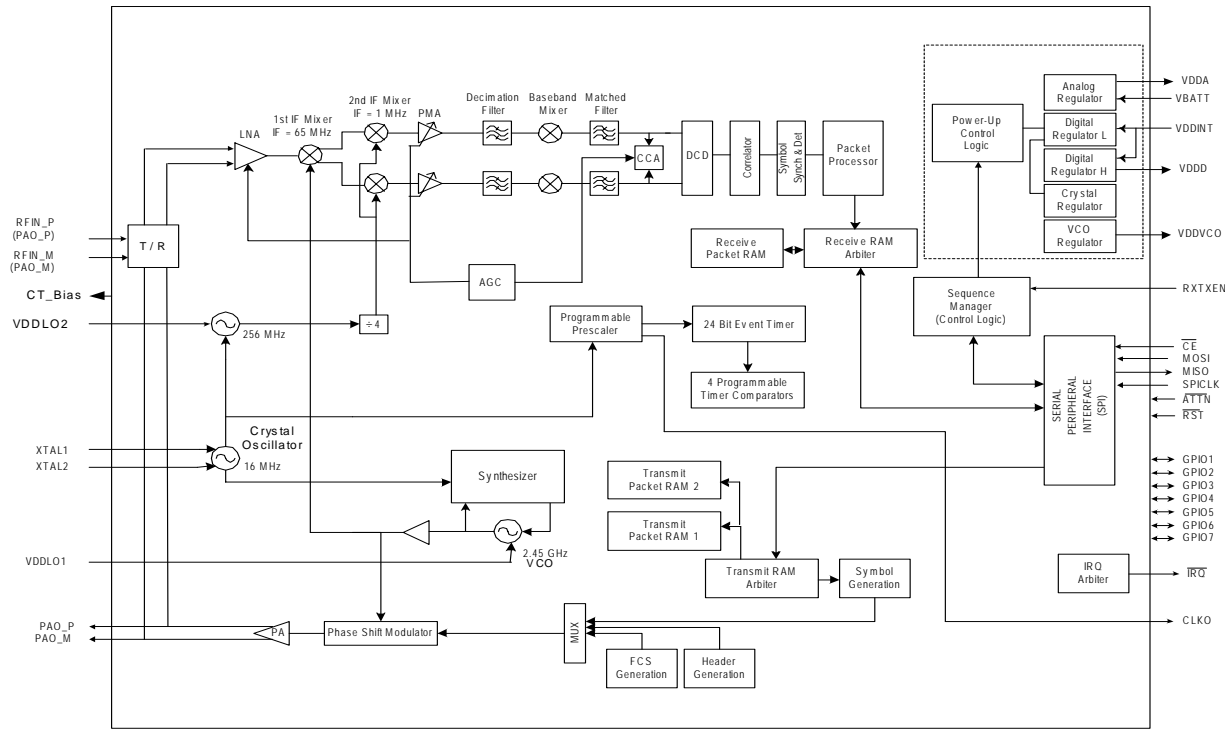 LNA
1st IF Mixer
IF = 65 MHz
2nd IF Mixer
IF = 1 MHz
PMA
Decimation
Filter
Baseband
Mixer
Matched
Filter
CCA
DCD
Correlator
Symbol
Synch & Det
Packet
Processor
Power-Up
Control
Logic
Analog
Regulator
Digital
Regulator L
Digital
Regulator H
Crystal
Regulator
VCO
Regulator
VDDA
VBATT
VDDINT
VDDD
VDDVCO
RFIN_P
(PAO_P)
RFIN_M
(PAO_M)
T / R
CT_Bias
VDDLO2
256 MHz
÷4
AGC
Receive
Packet RAM
Receive RAM
Arbiter
Sequence
Manager
(Control Logic)
RXTXEN
Programmable
Prescaler
24 Bit Event Timer
4 Programmable
Timer Comparators
SERIAL
PERIPHERAL
INTERFACE
(SPI)
CE
MOSI
MISO
SPICLK
ATTN
RST
XTAL1
XTAL2
Crystal
Oscillator
16 MHz
Synthesizer
2.45 GHz
VCO
VDDLO1
Transmit
Packet RAM 2
Transmit
Packet RAM 1
Transmit RAM
Arbiter
Symbol
Generation
GPIO1
GPIO2
GPIO3
GPIO4
GPIO5
GPIO6
GPIO7
IRQ
Arbiter
IRQ
CLKO
PAO_P
PAO_M
PA
Phase Shift Modulator
MUX
FCS
Generation
Header
Generation